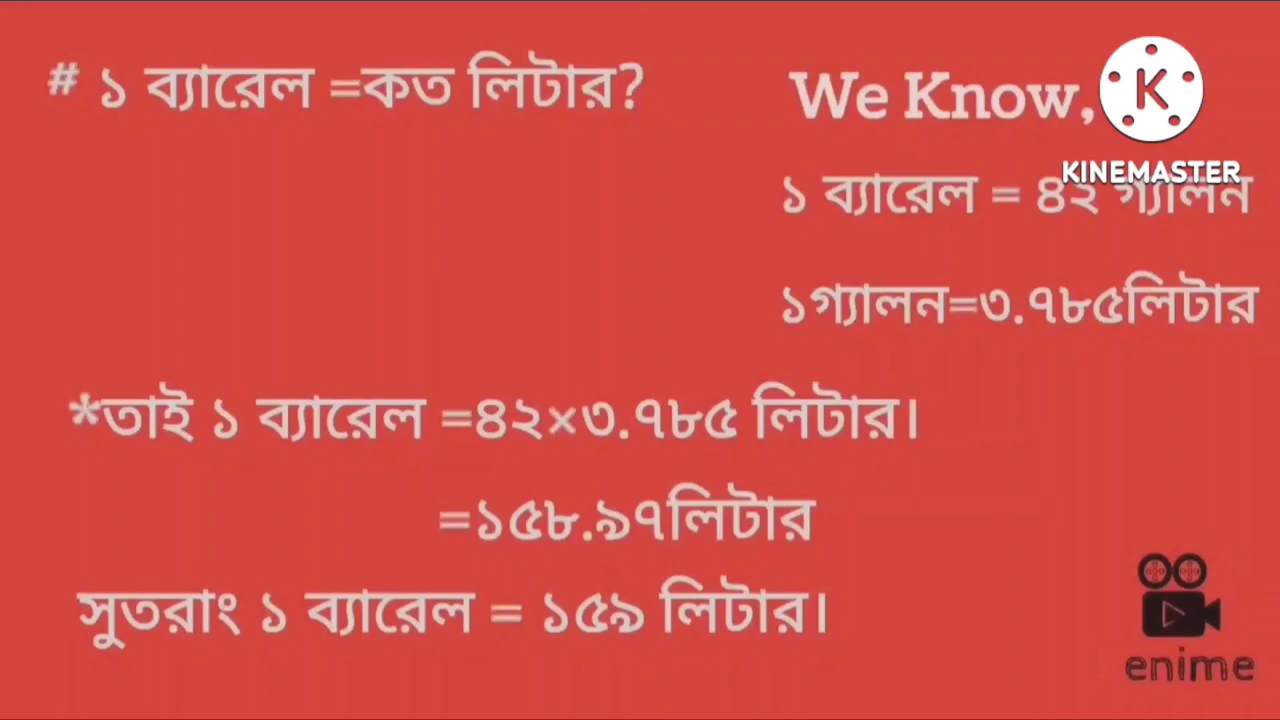 # ১ ব্যারেল =কত লিটার?
We Know,
K
KINEMASTER
১ ব্যারেল = ৪২ গ্যালন
১গ্যালন=৩.৭৮৫লিটার
*তাই ১ ব্যারেল =৪২×৩.৭৮৫ লিটার।
=১৫৮.৯৭লিটার
সুতরাং ১ ব্যারেল = ১৫৯ লিটার।
enime